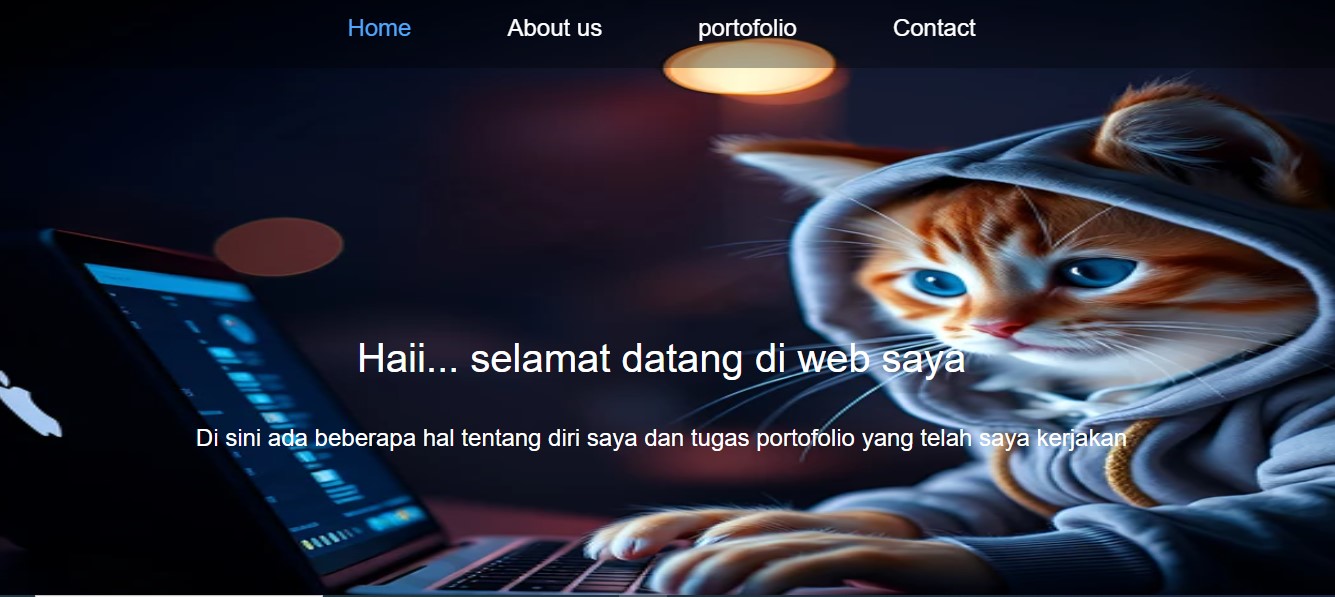 Home About us portofolio Contact
Haii... selamat datang di web saya
Di sini ada beberapa hal tentang diri saya dan tugas portofolio yang telah saya kerjakan